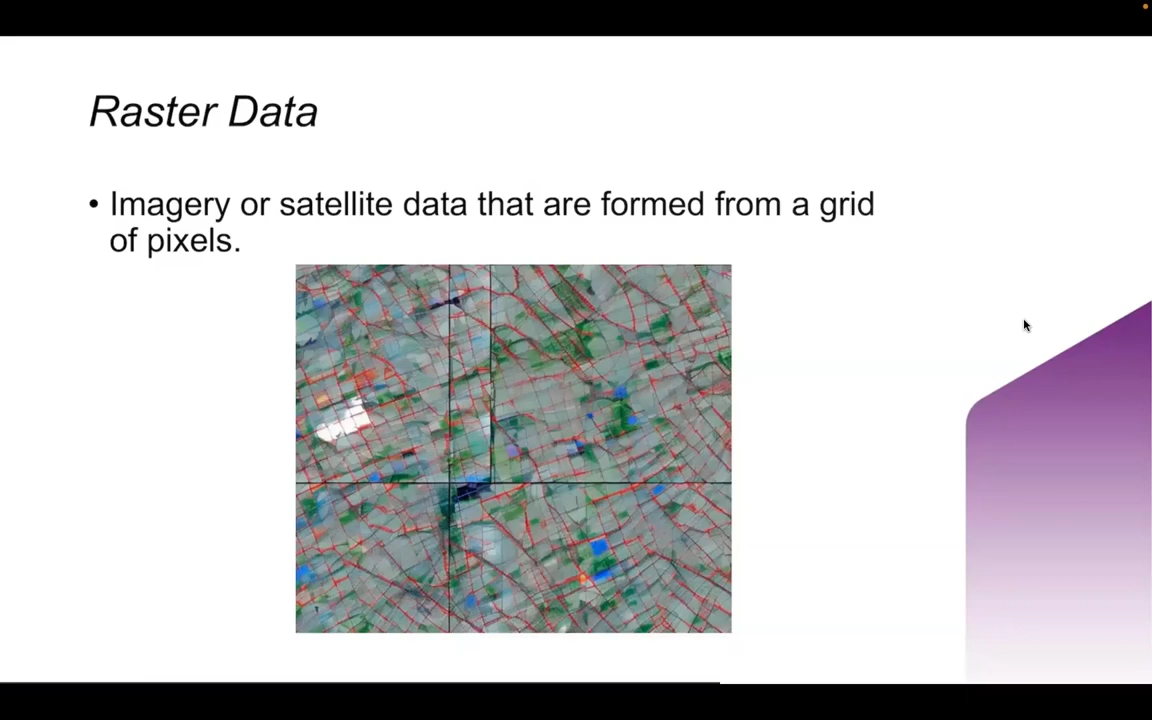 Raster Data
• Imagery or satellite data that are formed from a grid
of pixels.